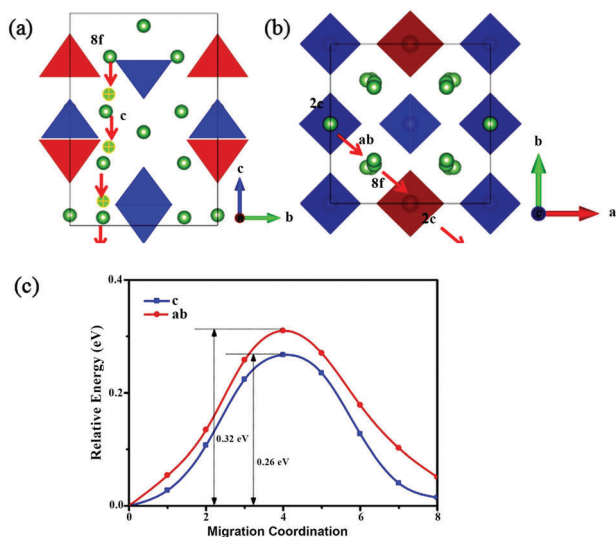 (a)
8f
c
c
b
(b)
2c
ab
8f
2c
b
c
a
(c)
c
ab
0.4
0.2
0.0
Relative Energy (eV)
0.32 eV
0.26 eV
0 2 4 6 8
Migration Coordination